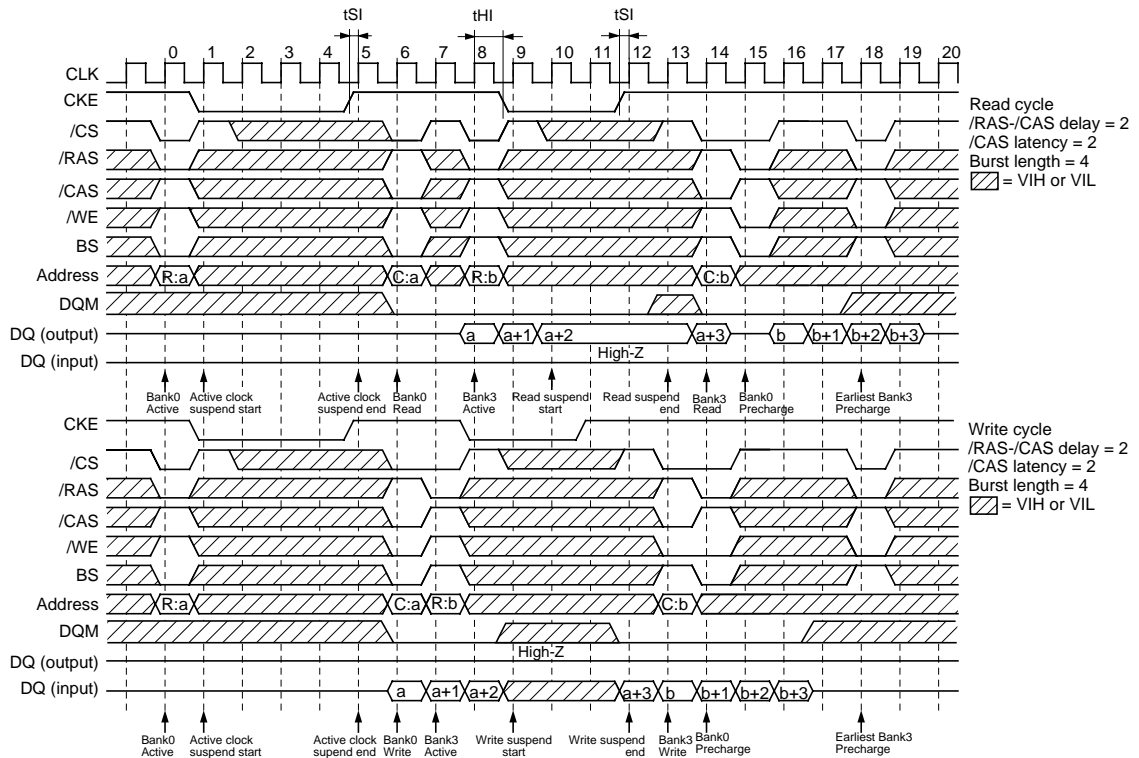 tSI tHI tSI
0 1 2 3 4 5 6 7 8 9 10 11 12 13 14 15 16 17 18 19 20
CLK
CKE
/CS
/RAS
/CAS
/WE
BS
Address R:a C:a R:b C:b
DQM
DQ (output) a a+1 a+2 a+3 b b+1 b+2 b+3
High-Z
DQ (input)
Read cycle
/RAS-/CAS delay = 2
/CAS latency = 2
Burst length = 4
= VIH or VIL
Bank0
Active
Active clock
suspend start
Active clock
suspend end
Bank0
Read
Bank3
Active
Read suspend
start
Read suspend
end
Bank3
Read
Bank0
Precharge
Earliest Bank3
Precharge
CKE
/CS
/RAS
/CAS
/WE
BS
Address R:a C:a R:b C:b
DQM
High-Z
DQ (output)
DQ (input) a a+1 a+2 a+3 b b+1 b+2 b+3
Write cycle
/RAS-/CAS delay = 2
/CAS latency = 2
Burst length = 4
= VIH or VIL
Bank0
Active
Active clock
suspend start
Active clock
supend end
Bank0
Write
Bank3
Active
Write suspend
start
Write suspend
end
Bank3
Write
Bank0
Precharge
Earliest Bank3
Precharge